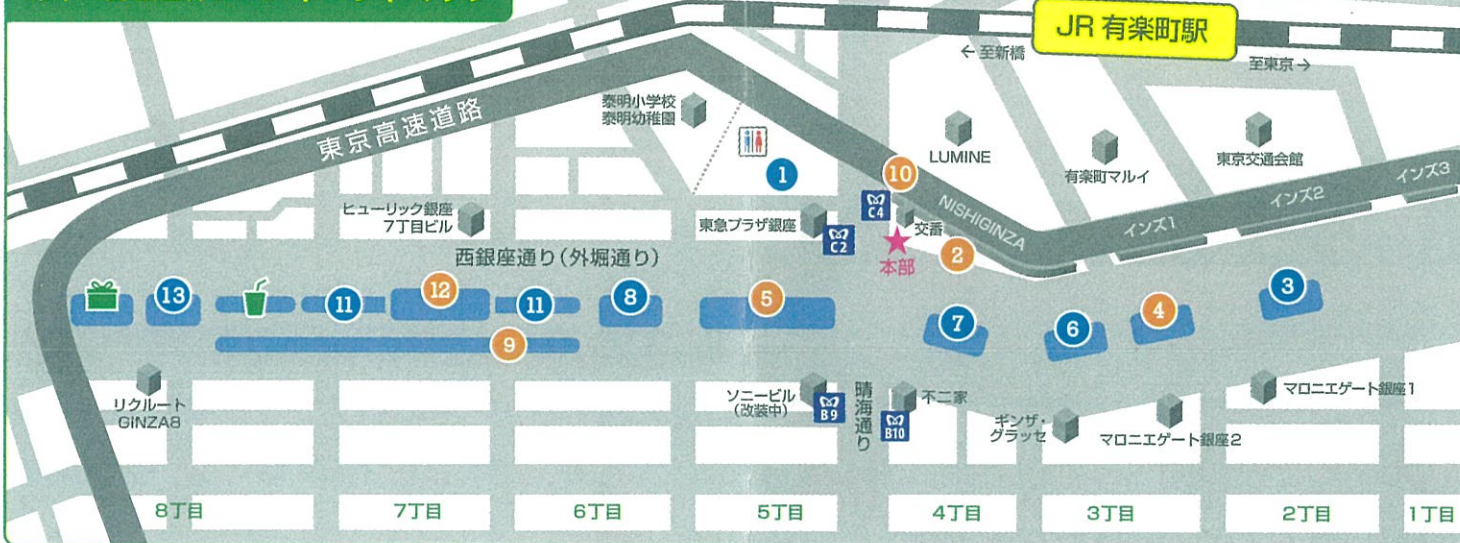 JR 有楽町駅
← 至新橋
至東京 →
東京高速道路
泰明小学校
泰明幼稚園
LUMINE
有楽町マルイ
東京交通会館
インズ3
インズ2
インズ1
NISHIGINZA
1
10
C4
交番
ヒューリック銀座
7丁目ビル
東急プラザ銀座
C2
本部
2
西銀座通り(外堀通り)
13
11
12
11
8
5
7
6
4
3
9
リクルート
GINZA8
ソニービル
(改装中)
B9
晴海通り
不二家
B10
ギンザ・
グラッセ
マロニエゲート銀座2
マロニエゲート銀座1
8丁目
7丁目
6丁目
5丁目
4丁目
3丁目
2丁目
1丁目